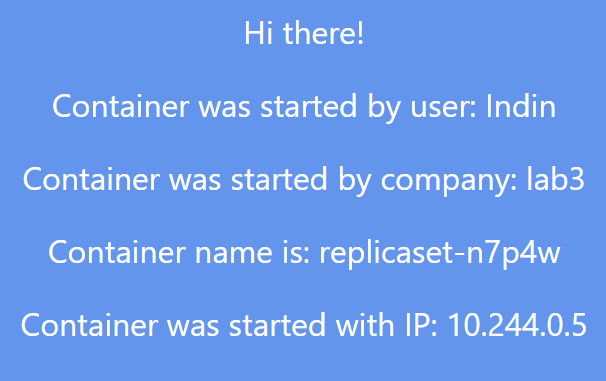 Hi there!
Container was started by user: Indin
Container was started by company: lab3
Container name is: replicaset-n7p4w
Container was started with IP: 10.244.0.5